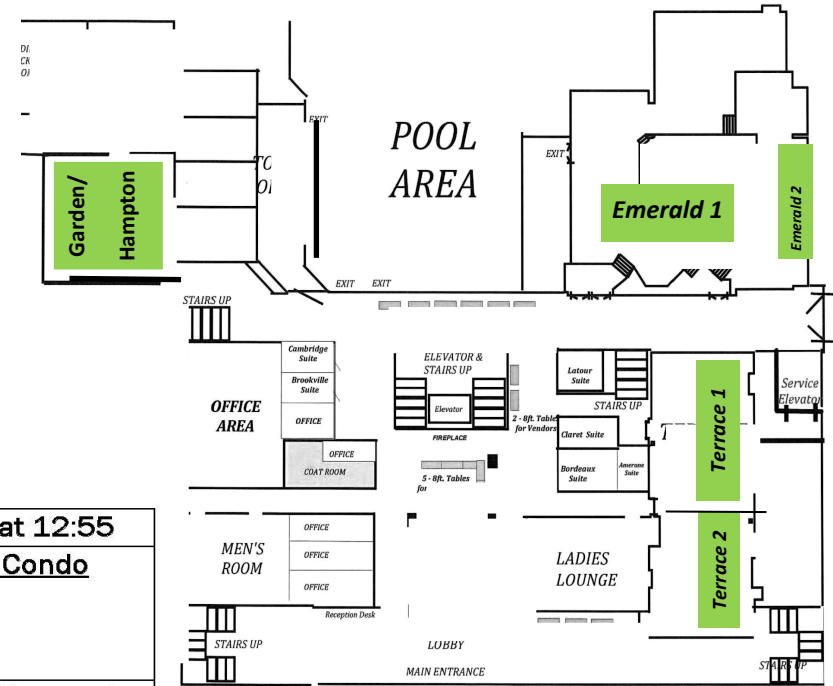 EXIT
POOL
AREA
EXIT
Emerald 1
Emerald 2
Garden/
Hampton
EXIT
EXIT
STAIRS UP
Cambridge
Suite
Brookville
Suite
OFFICE
OFFICE
AREA
OFFICE
COAT ROOM
ELEVATOR &
STAIRS UP
Elevator
FIREPLACE
2 - 8ft. Tables
for Vendors
5 - 8ft. Tables
for
Latour
Suite
STAIRS UP
Claret Suite
Bordeaux
Suite
Amarone
Suite
Terrace 1
Service
Elevator
at 12:55
Condo
MEN'S
ROOM
OFFICE
OFFICE
OFFICE
Reception Desk
LADIES
LOUNGE
Terrace 2
STAIRS UP
LOBBY
MAIN ENTRANCE
STAIRS UP